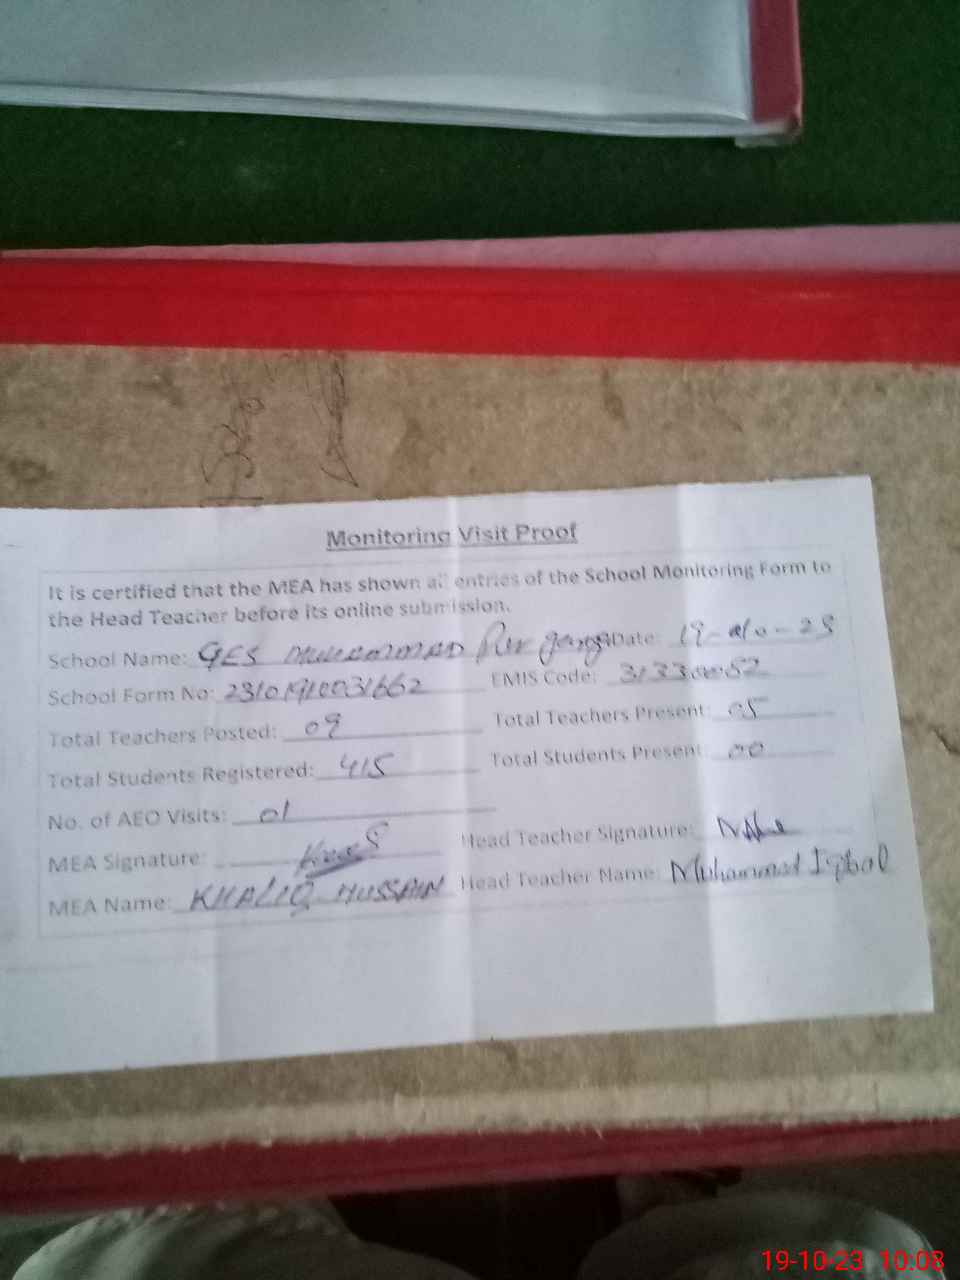 Monitoring Visit Proof
It is certified that the MEA has shown all entries of the School Monitoring Form to
the Head Teacher before its online submission.
School Name: GES MUHAMMAD Pur Date: 19-10-23
School Form No: 23101910031662 EMIS Code:
Total Teachers Posted: 09 Total Teachers Present: 05
Total Students Registered: 415 Total Students Present: 00
No. of AEO Visits: 01
MEA Signature: Head Teacher Signature:
MEA Name: KHALIQ HUSSAIN Head Teacher Name: Muhammad Iqbal
19-10-23 10:08